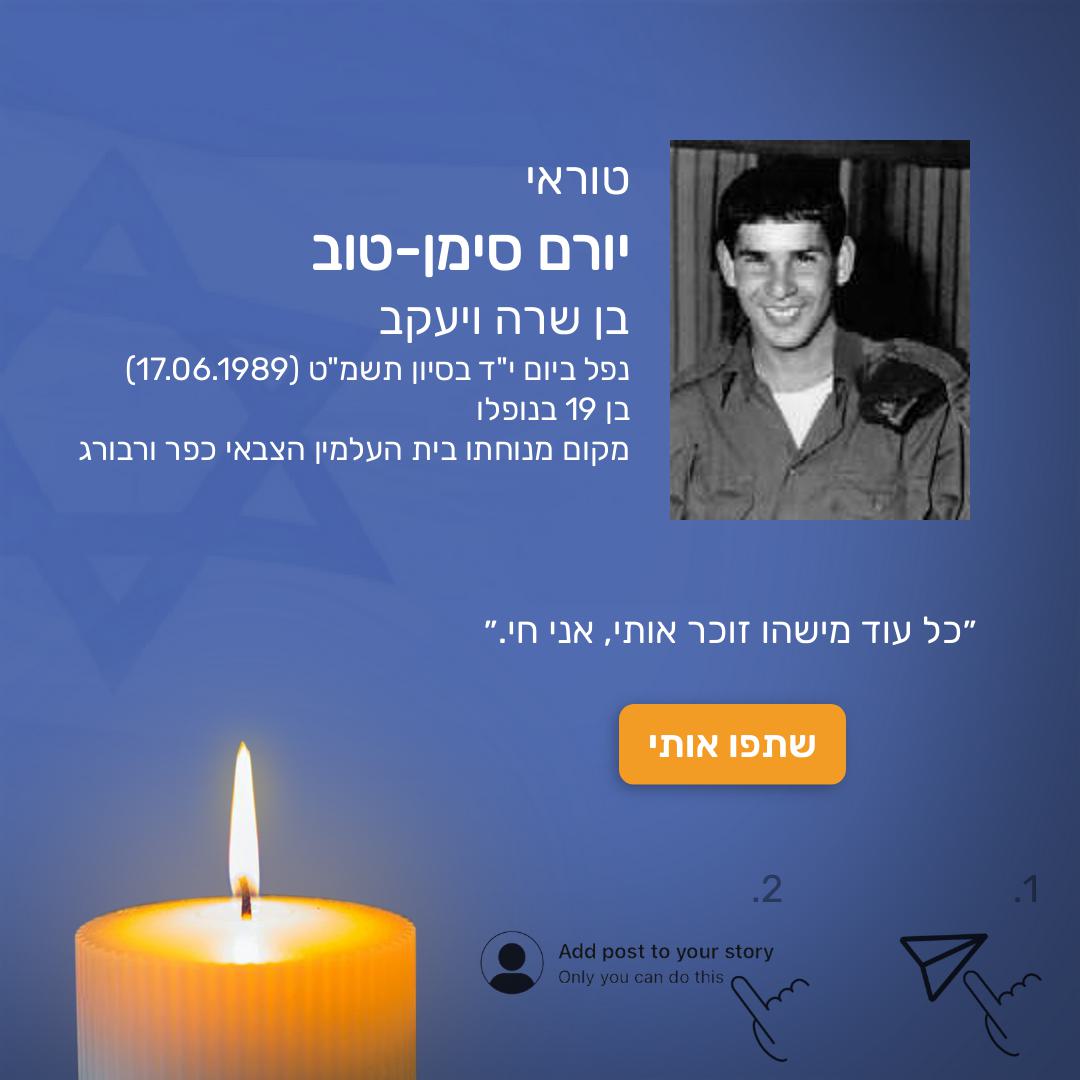 טוראי
יורם סימן-טוב
בן שרה ויעקב
נפל ביום י"ד בסיון תשמ"ט (17.06.1989)
בן 19 בנופלו
מקום מנוחתו בית העלמין הצבאי כפר ורבורג
״כל עוד מישהו זוכר אותי, אני חי.״
שתפו אותי
.1
.2
Add post to your story
Only you can do this